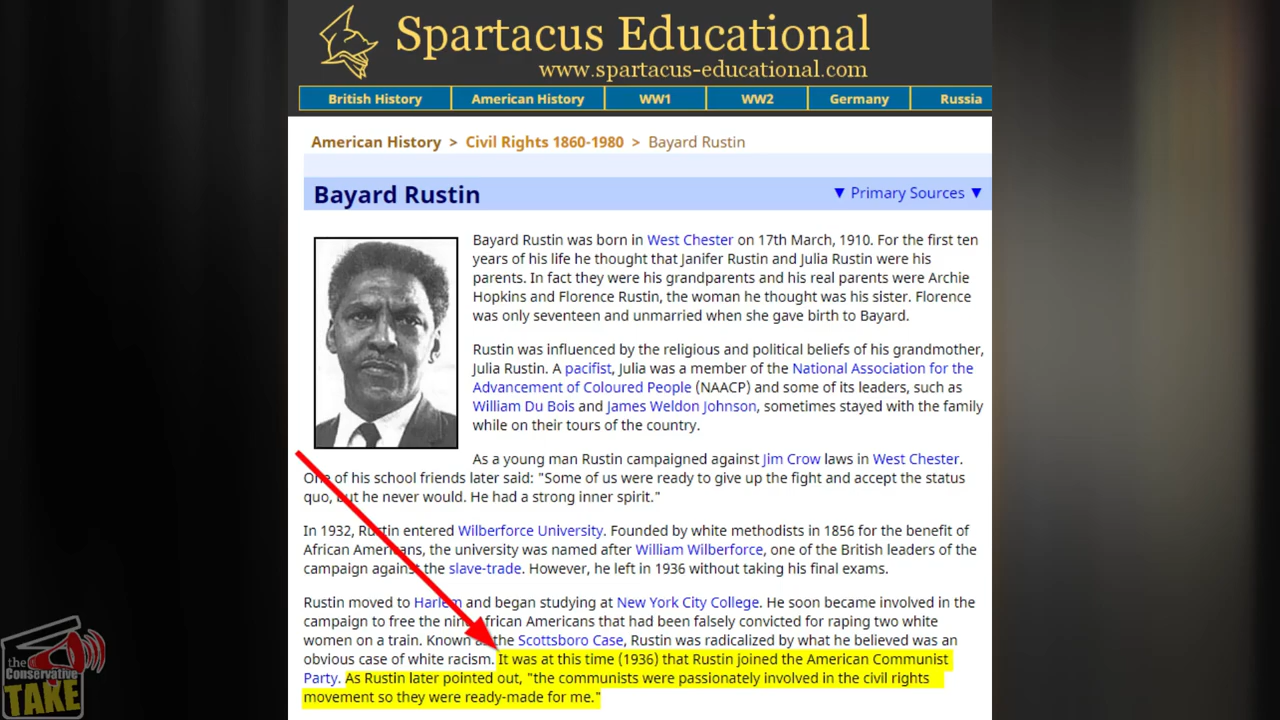 Spartacus Educational
www.spartacus-educational.com
British History American History WW1 WW2 Germany Russia
American History > Civil Rights 1860-1980 > Bayard Rustin
Bayard Rustin ▼ Primary Sources ▼
Bayard Rustin was born in West Chester on 17th March, 1910. For the first ten
years of his life he thought that Janifer Rustin and Julia Rustin were his
parents. In fact they were his grandparents and his real parents were Archie
Hopkins and Florence Rustin, the woman he thought was his sister. Florence
was only seventeen and unmarried when she gave birth to Bayard.
Rustin was influenced by the religious and political beliefs of his grandmother,
Julia Rustin. A pacifist, Julia was a member of the National Association for the
Advancement of Coloured People (NAACP) and some of its leaders, such as
William Du Bois and James Weldon Johnson, sometimes stayed with the family
while on their tours of the country.
As a young man Rustin campaigned against Jim Crow laws in West Chester.
One of his school friends later said: "Some of us were ready to give up the fight and accept the status
quo, but he never would. He had a strong inner spirit."
In 1932, Rustin entered Wilberforce University. Founded by white methodists in 1856 for the benefit of
African Americans, the university was named after William Wilberforce, one of the British leaders of the
campaign against the slave-trade. However, he left in 1936 without taking his final exams.
Rustin moved to Harlem and began studying at New York City College. He soon became involved in the
campaign to free the nine African Americans that had been falsely convicted for raping two white
women on a train. Known as the Scottsboro Case, Rustin was radicalized by what he believed was an
obvious case of white racism. It was at this time (1936) that Rustin joined the American Communist
Party. As Rustin later pointed out, "the communists were passionately involved in the civil rights
movement so they were ready-made for me."
the
Conservative
TAKE